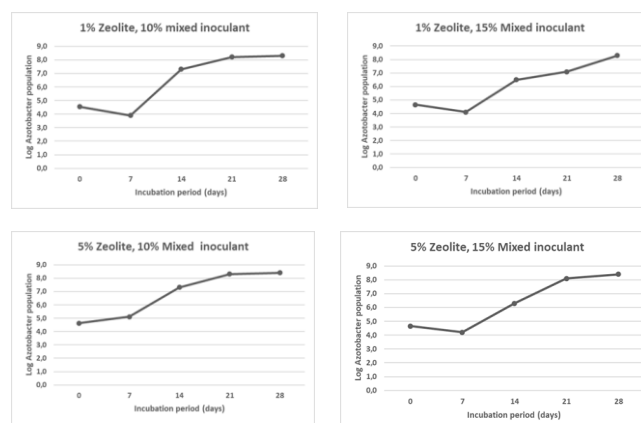 1% Zeolite, 10% mixed inoculant
Log Azotobacter population
9,0
8,0
7,0
6,0
5,0
4,0
3,0
2,0
1,0
0,0
0 7 14 21 28
Incubation period (days)
1% Zeolite, 15% Mixed inoculant
Log Azotobacter population
9,0
8,0
7,0
6,0
5,0
4,0
3,0
2,0
1,0
0,0
0 7 14 21 28
Incubation period (days)
5% Zeolite, 10% Mixed inoculant
Log Azotobacter population
9,0
8,0
7,0
6,0
5,0
4,0
3,0
2,0
1,0
0,0
0 7 14 21 28
Incubation period (days)
5% Zeolite, 15% Mixed inoculant
Log Azotobacter population
9,0
8,0
7,0
6,0
5,0
4,0
3,0
2,0
1,0
0,0
0 7 14 21 28
Incubation period (days)